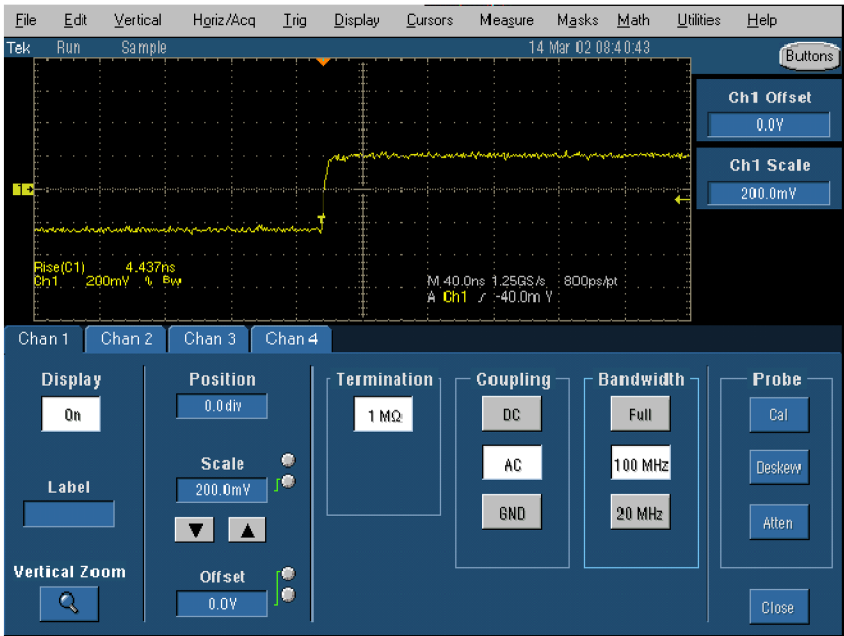 File Edit Vertical Horiz/Acq Trig Display Cursors Measure Masks Math Utilities Help
Tek Run Sample 14 Mar 02 08:40:43
Buttons
Ch1 Offset
0.0V
Ch1 Scale
200.0mV
1
T
Rise(C1) 4.437ns
Ch1 200mV ∿ Bw
M 40.0ns 1.25GS/s 800ps/pt
A Ch1 ∕ -40.0m V
Chan 1 Chan 2 Chan 3 Chan 4
Display
On
Label
Vertical Zoom
Position
0.0div
Scale
200.0mV
Offset
0.0V
Termination
1 MΩ
Coupling
DC
AC
GND
Bandwidth
Full
100 MHz
20 MHz
Probe
Cal
Deskew
Atten
Close